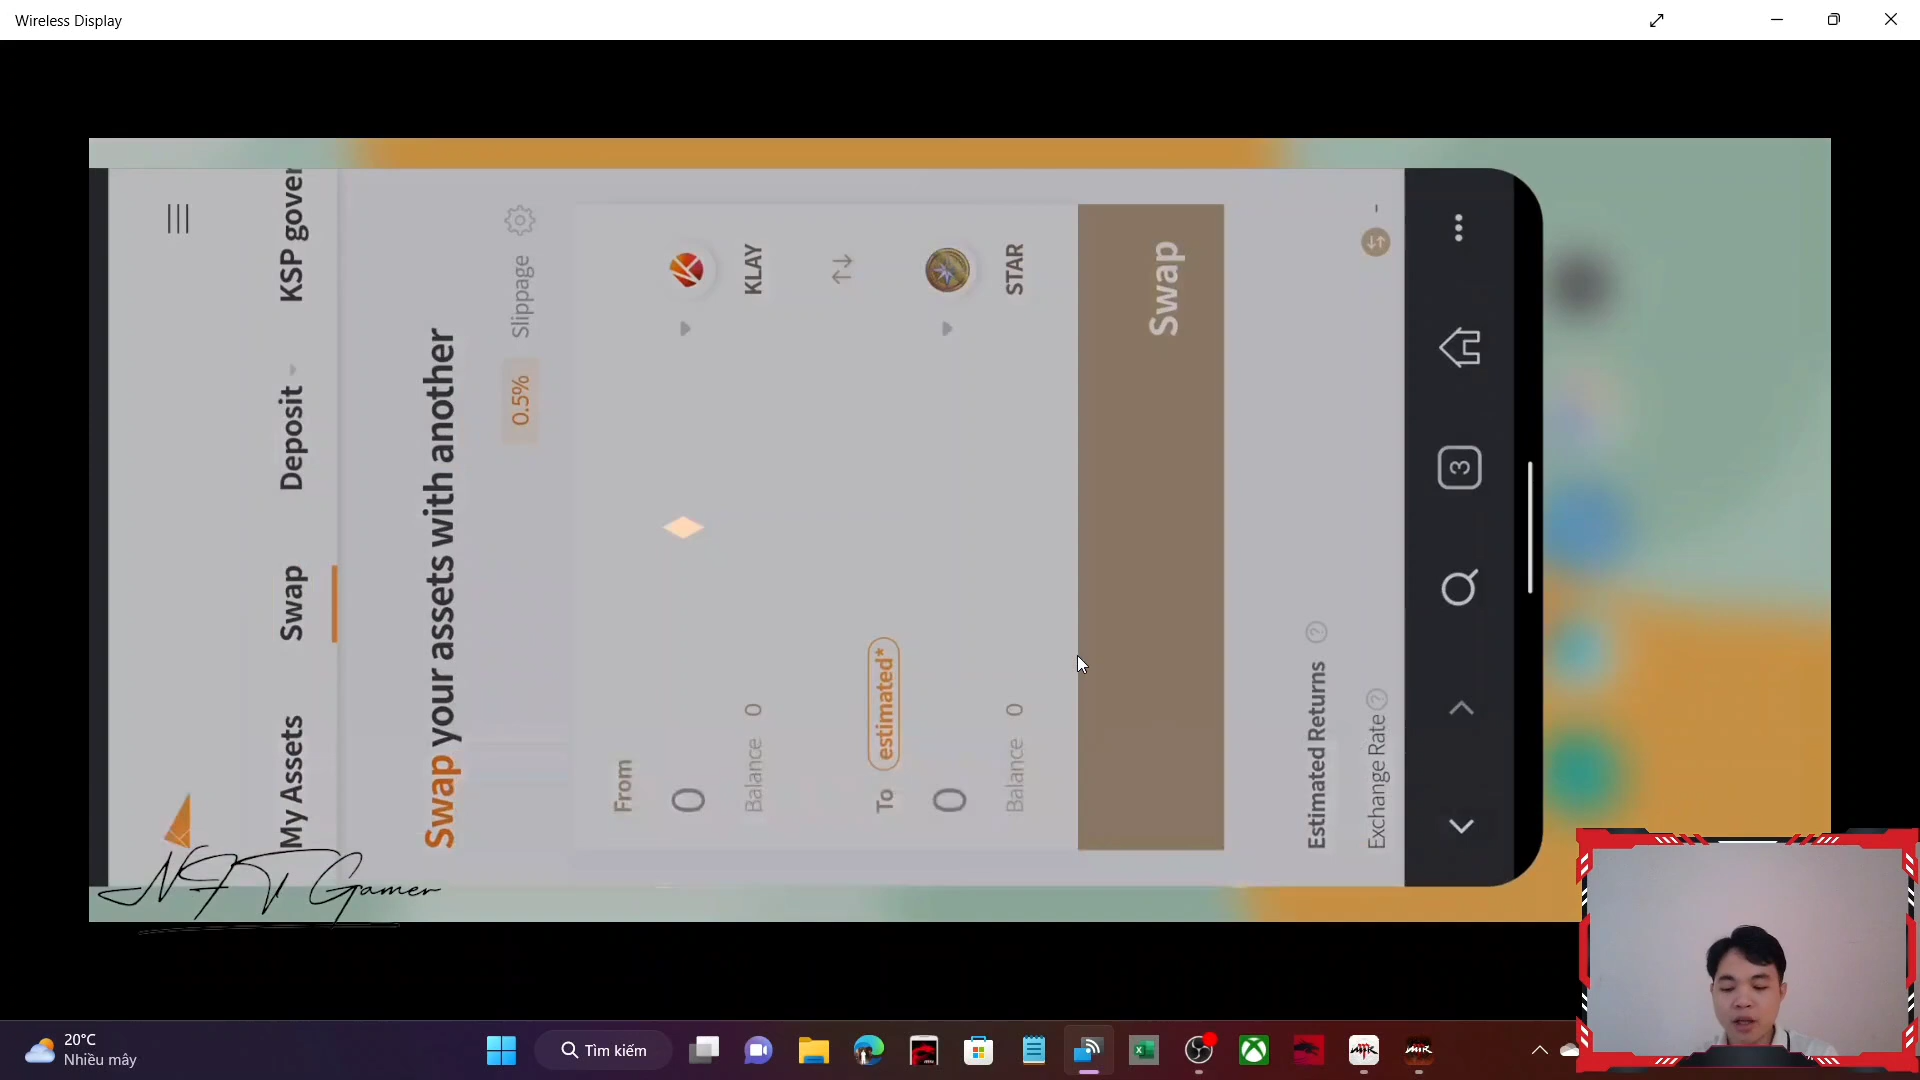 Wireless Display
My Assets
Swap
Deposit
KSP gover
Swap your assets with another
0.5% Slippage
From
0
KLAY
Balance 0
To estimated*
0
STAR
Balance 0
Swap
Estimated Returns ?
Exchange Rate ? -
3
NFT Gamer
20°C
Nhiều mây
Tìm kiếm